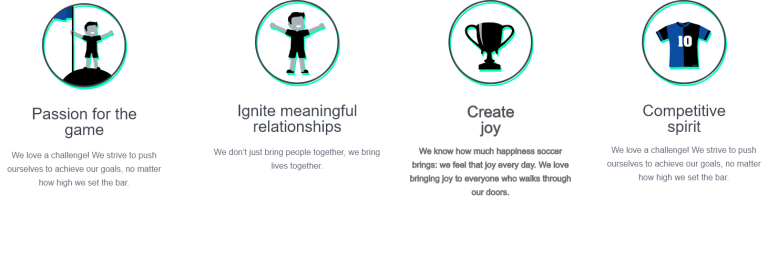 Passion for the
game
We love a challenge! We strive to push
ourselves to achieve our goals, no matter
how high we set the bar.
Ignite meaningful
relationships
We don't just bring people together, we bring
lives together.
Create
joy
We know how much happiness soccer
brings: we feel that joy every day. We love
bringing joy to everyone who walks through
our doors.
10
Competitive
spirit
We love a challenge! We strive to push
ourselves to achieve our goals, no matter
how high we set the bar.